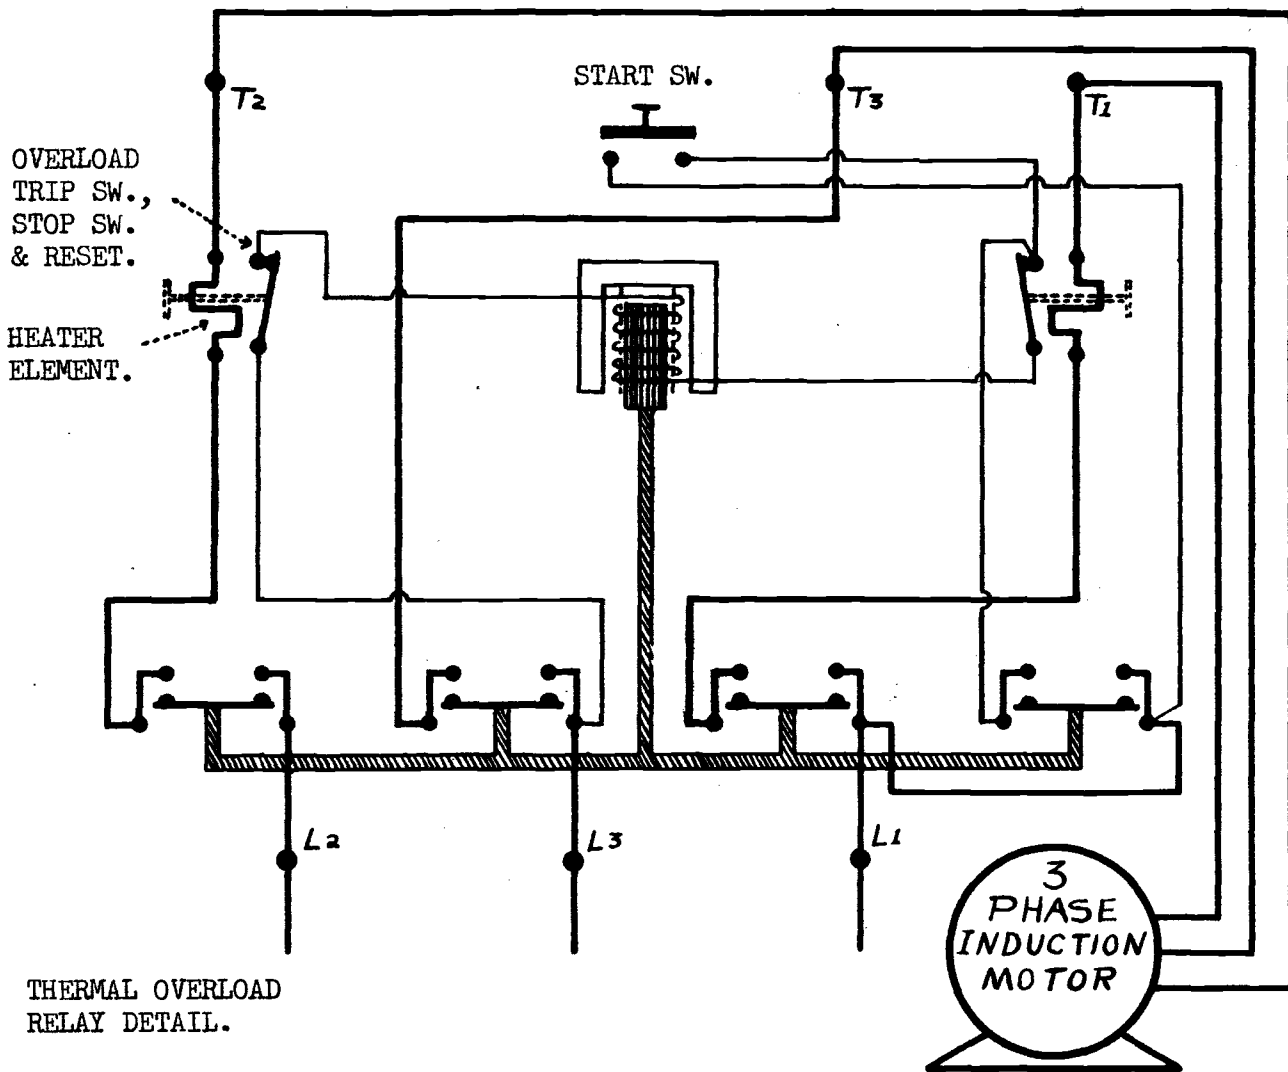 START SW.
T2
T3
T1
OVERLOAD
TRIP SW.,
STOP SW.
& RESET.
HEATER
ELEMENT.
L2
L3
L1
3
PHASE
INDUCTION
MOTOR
THERMAL OVERLOAD
RELAY DETAIL.